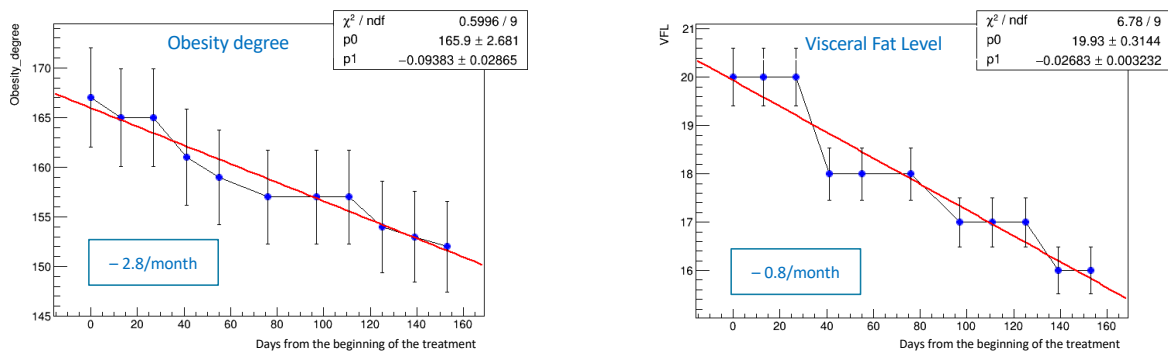 χ² / ndf 0.5996 / 9
p0 165.9 ± 2.681
p1 −0.09383 ± 0.02865
Obesity degree
Obesity_degree
170
165
160
155
150
145
– 2.8/month
0 20 40 60 80 100 120 140 160
Days from the beginning of the treatment
χ² / ndf 6.78 / 9
p0 19.93 ± 0.3144
p1 −0.02683 ± 0.003232
Visceral Fat Level
VFL
21
20
19
18
17
16
– 0.8/month
0 20 40 60 80 100 120 140 160
Days from the beginning of the treatment